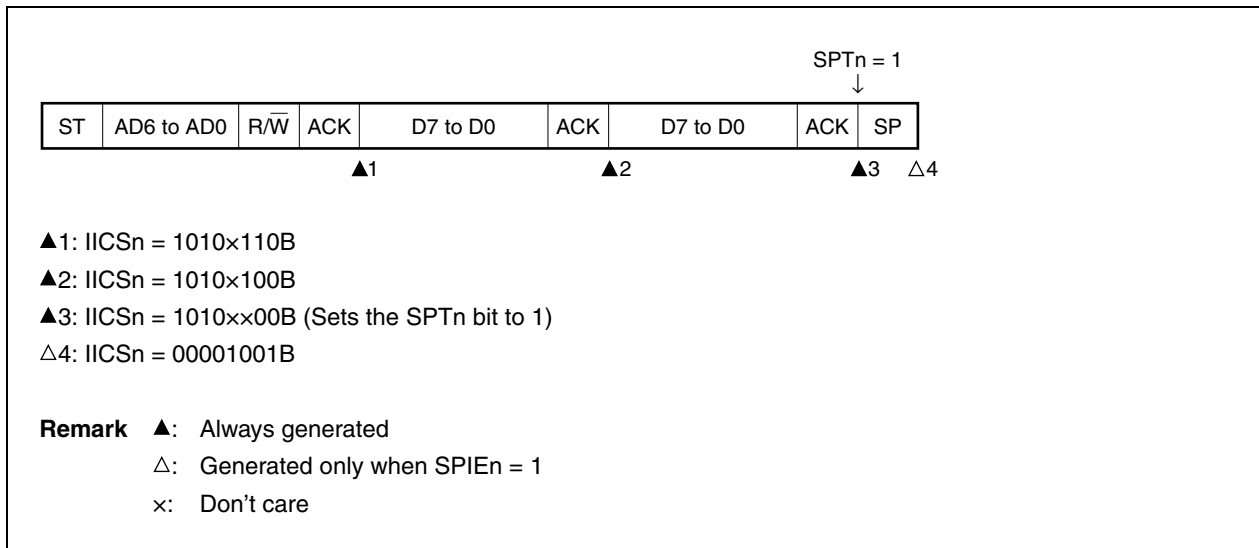 SPTn = 1
↓
ST AD6 to AD0 R/W̅ ACK D7 to D0 ACK D7 to D0 ACK SP
▲1 ▲2 ▲3 △4
▲1: IICSn = 1010×110B
▲2: IICSn = 1010×100B
▲3: IICSn = 1010××00B (Sets the SPTn bit to 1)
△4: IICSn = 00001001B
Remark ▲: Always generated
△: Generated only when SPIEn = 1
×: Don't care